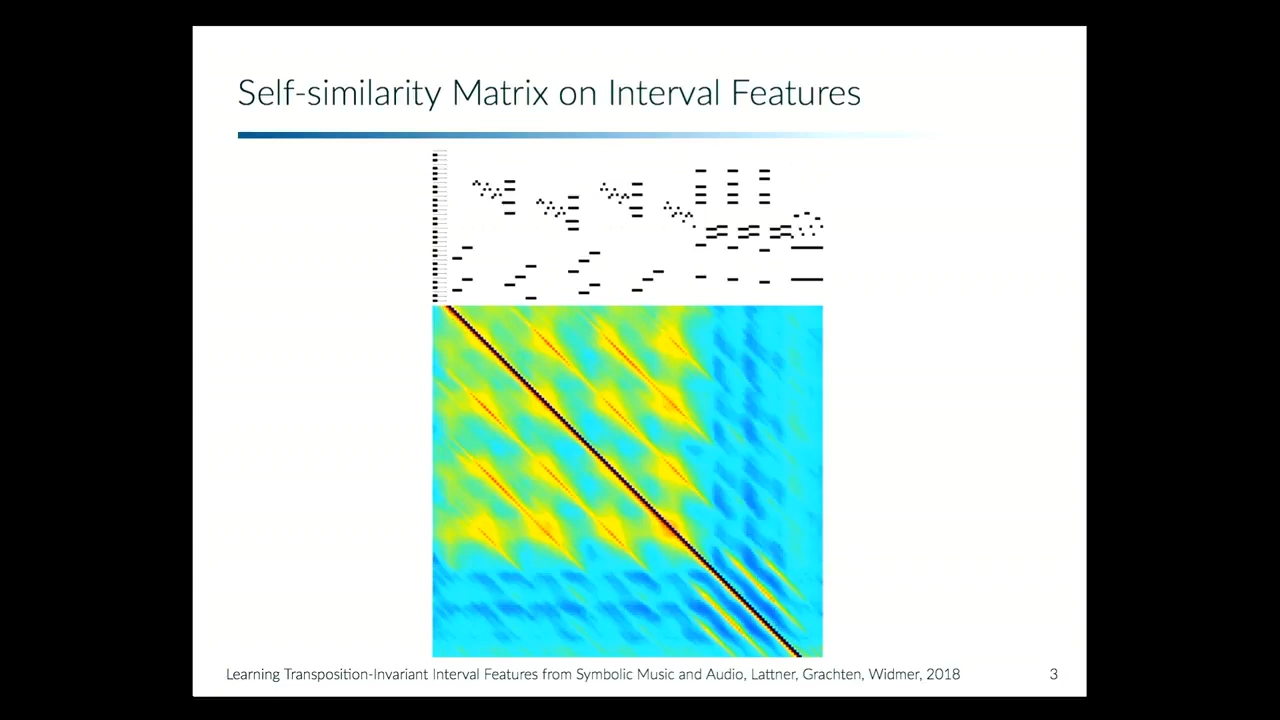 Self-similarity Matrix on Interval Features
Learning Transposition-Invariant Interval Features from Symbolic Music and Audio, Lattner, Grachten, Widmer, 2018
3